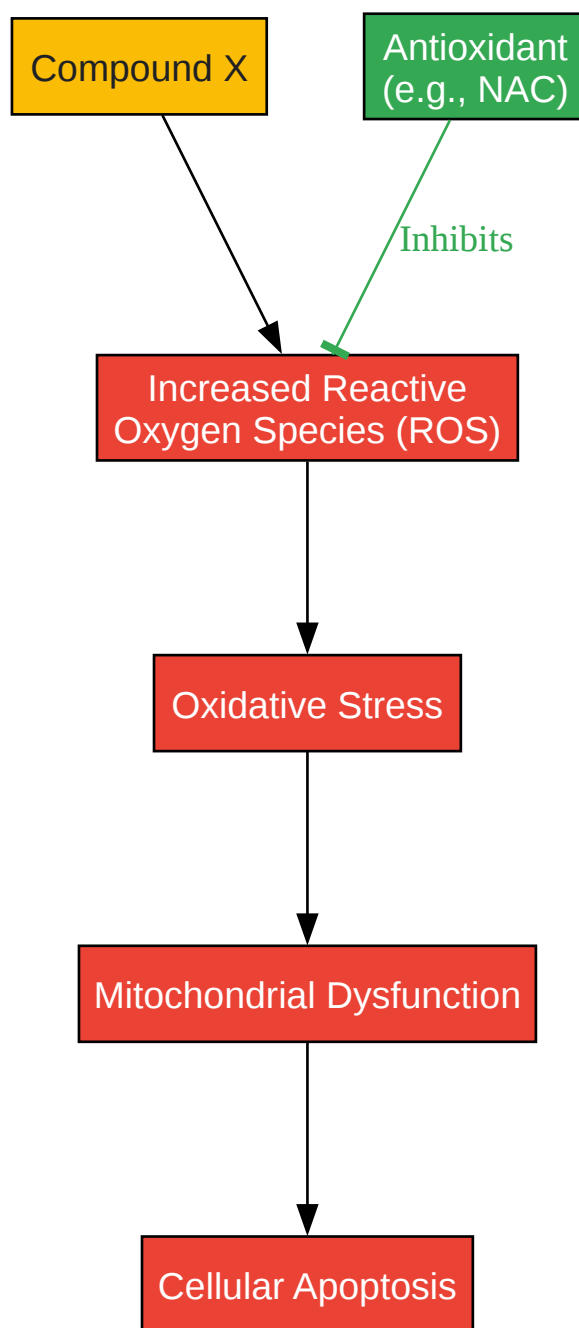 Compound X
Antioxidant
(e.g., NAC)
Inhibits
Increased Reactive
Oxygen Species (ROS)
Oxidative Stress
Mitochondrial Dysfunction
Cellular Apoptosis